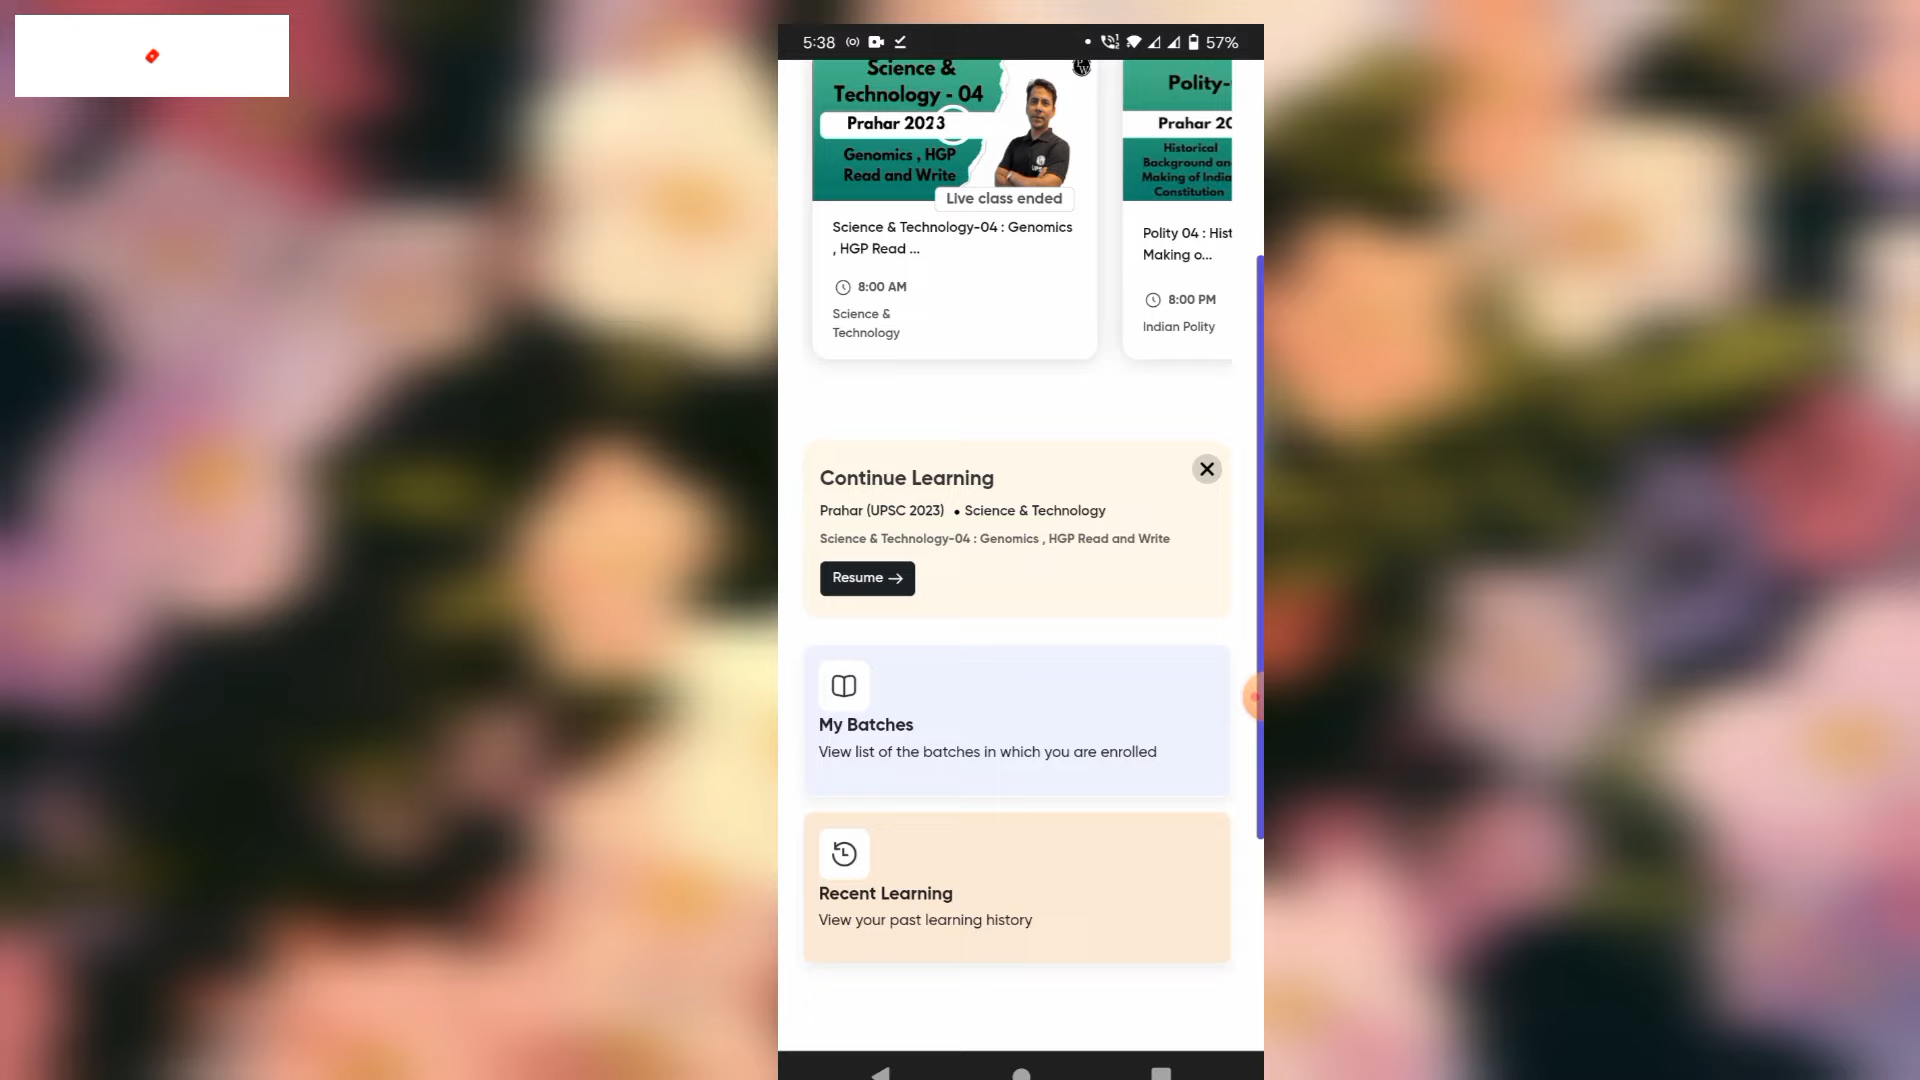 5:38
57%
Science &
Technology - 04
Prahar 2023
Genomics , HGP
Read and Write
PW
UPSC
Live class ended
Science & Technology-04 : Genomics
, HGP Read ...
8:00 AM
Science &
Technology
Polity-
Prahar 20
Historical
Background an
Making of India
Constitution
Polity 04 : Hist
Making o...
8:00 PM
Indian Polity
Continue Learning
Prahar (UPSC 2023) • Science & Technology
Science & Technology-04 : Genomics , HGP Read and Write
Resume →
My Batches
View list of the batches in which you are enrolled
Recent Learning
View your past learning history